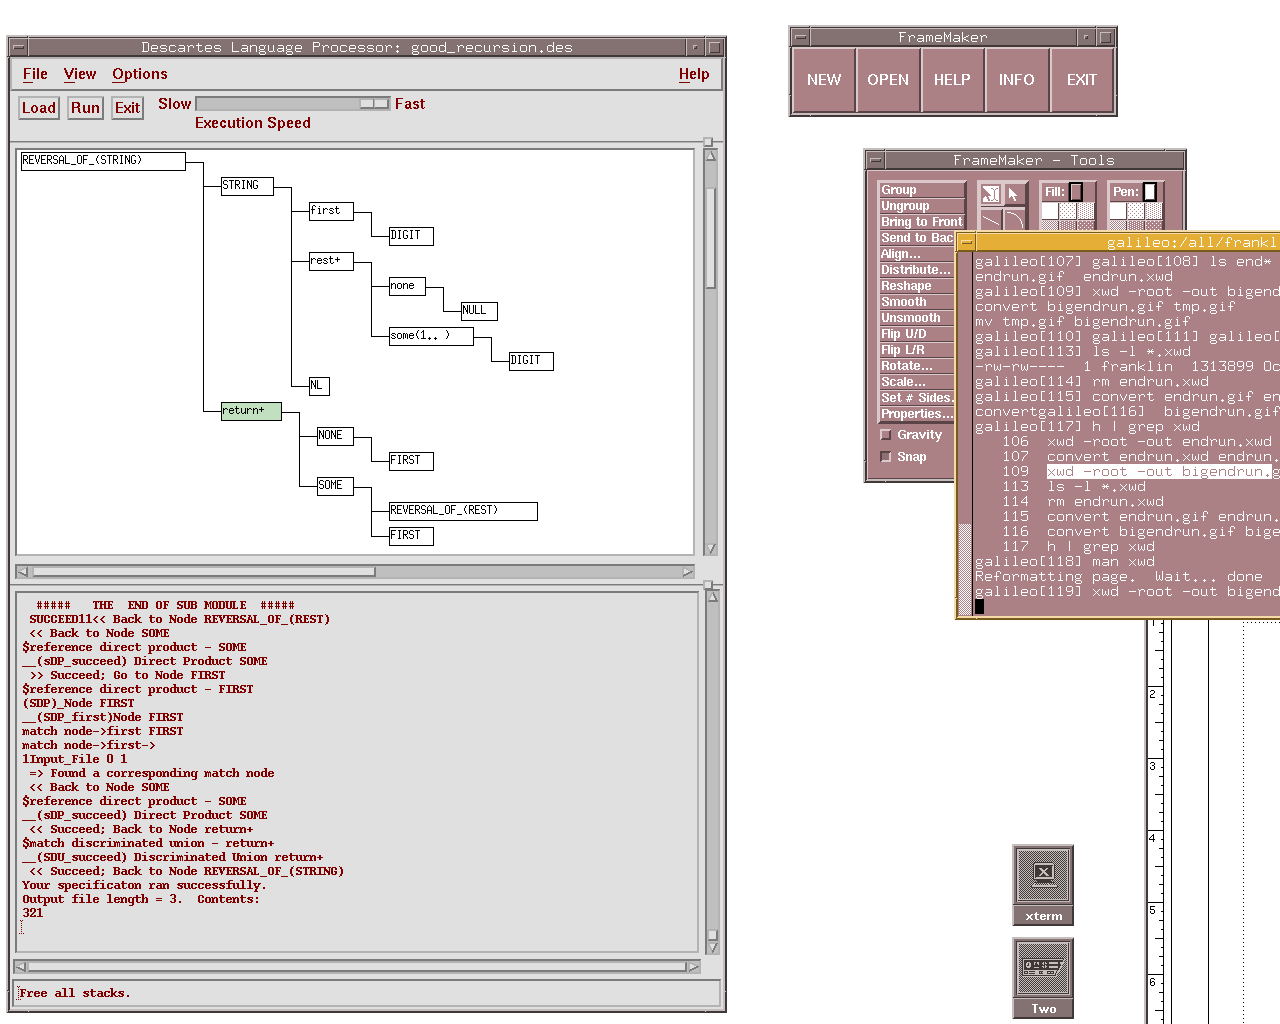 Descartes Language Processor: good_recursion.des
File View Options Help
Load Run Exit Slow Fast
Execution Speed
REVERSAL_OF_(STRING)
STRING
first
DIGIT
rest+
none
NULL
some(1.. )
DIGIT
NL
return+
NONE
FIRST
SOME
REVERSAL_OF_(REST)
FIRST
##### THE END OF SUB MODULE #####
SUCCEED11<< Back to Node REVERSAL_OF_(REST)
<< Back to Node SOME
$reference direct product - SOME
__(sDP_succeed) Direct Product SOME
>> Succeed; Go to Node FIRST
$reference direct product - FIRST
(SDP)_Node FIRST
__(SDP_first)Node FIRST
match node->first FIRST
match node->first->
1Input_File 0 1
=> Found a corresponding match node
<< Back to Node SOME
$reference direct product - SOME
__(sDP_succeed) Direct Product SOME
<< Succeed; Back to Node return+
$match discriminated union - return+
__(SDU_succeed) Discriminated Union return+
<< Succeed; Back to Node REVERSAL_OF_(STRING)
Your specificaton ran successfully.
Output file length = 3. Contents:
321
Free all stacks.
FrameMaker
NEW OPEN HELP INFO EXIT
FrameMaker - Tools
Group
Ungroup
Bring to Front
Send to Bac
Align...
Distribute...
Reshape
Smooth
Unsmooth
Flip U/D
Flip L/R
Rotate...
Scale...
Set # Sides.
Properties...
Gravity
Snap
Fill: Pen:
galileo:/all/frankl
galileo[107] galileo[108] ls end*
endrun.gif endrun.xwd
galileo[109] xwd -root -out bigend
convert bigendrun.gif tmp.gif
mv tmp.gif bigendrun.gif
galileo[110] galileo[111] galileo[
galileo[113] ls -l *.xwd
-rw-rw---- 1 franklin 1313899 Oc
galileo[114] rm endrun.xwd
galileo[115] convert endrun.gif en
convertgalileo[116] bigendrun.gif
galileo[117] h | grep xwd
106 xwd -root -out endrun.xwd
107 convert endrun.xwd endrun.
109 xwd -root -out bigendrun.g
113 ls -l *.xwd
114 rm endrun.xwd
115 convert endrun.gif endrun.
116 convert bigendrun.gif bige
117 h | grep xwd
galileo[118] man xwd
Reformatting page. Wait... done
galileo[119] xwd -root -out bigend
1
2
3
4
5
6
xterm
Two